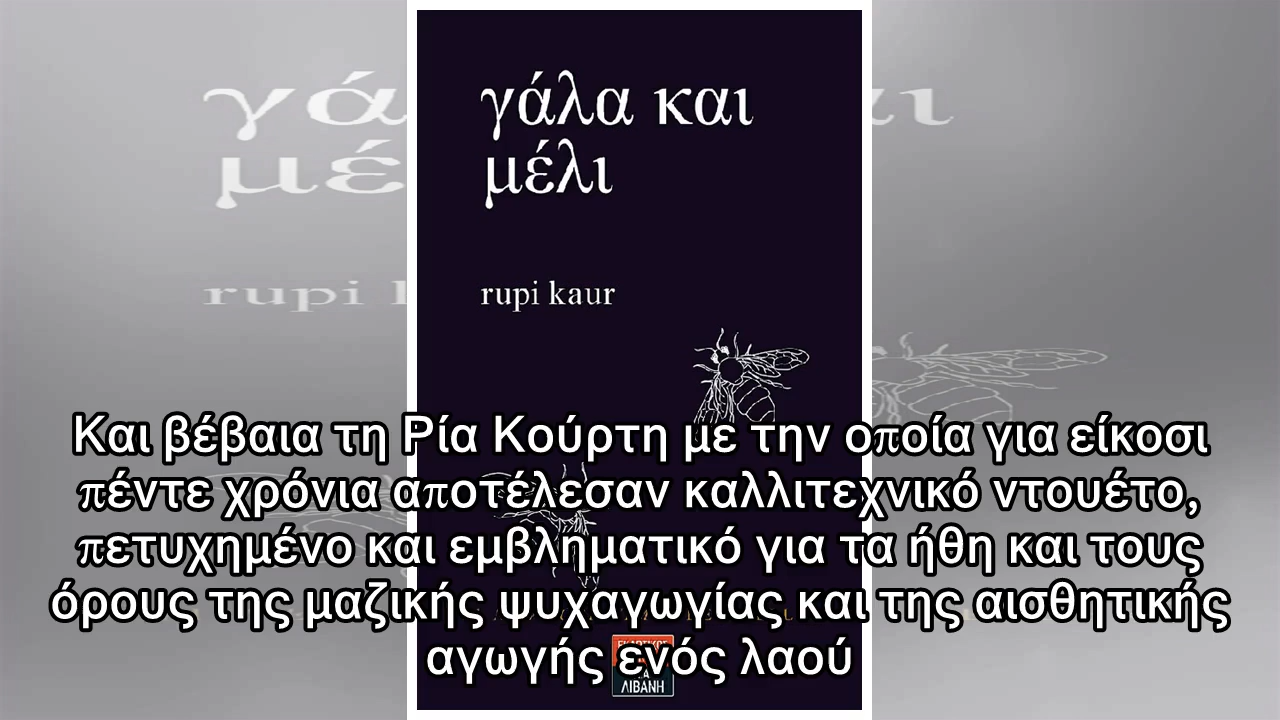 γάλα και
μέλι
rupi kaur
Και βέβαια τη Ρία Κούρτη με την οποία για είκοσι
πέντε χρόνια αποτέλεσαν καλλιτεχνικό ντουέτο,
πετυχημένο και εμβληματικό για τα ήθη και τους
όρους της μαζικής ψυχαγωγίας και της αισθητικής
αγωγής ενός λαού
ΛΙΒΑΝΗ